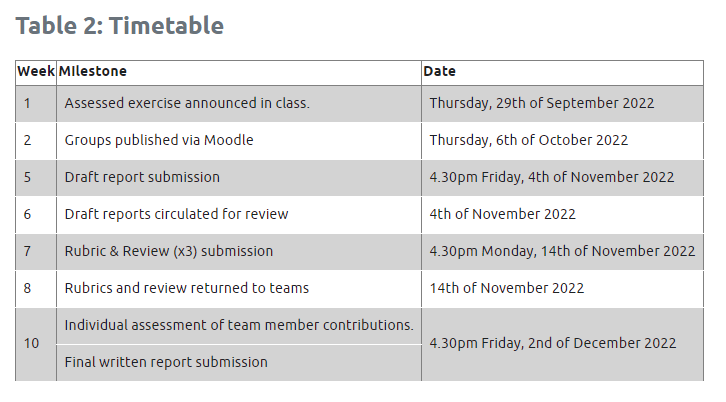 Table 2: Timetable
Week Milestone Date
1 Assessed exercise announced in class. Thursday, 29th of September 2022
2 Groups published via Moodle Thursday, 6th of October 2022
5 Draft report submission 4.30pm Friday, 4th of November 2022
6 Draft reports circulated for review 4th of November 2022
7 Rubric & Review (x3) submission 4.30pm Monday, 14th of November 2022
8 Rubrics and review returned to teams 14th of November 2022
10 Individual assessment of team member contributions. 4.30pm Friday, 2nd of December 2022
Final written report submission